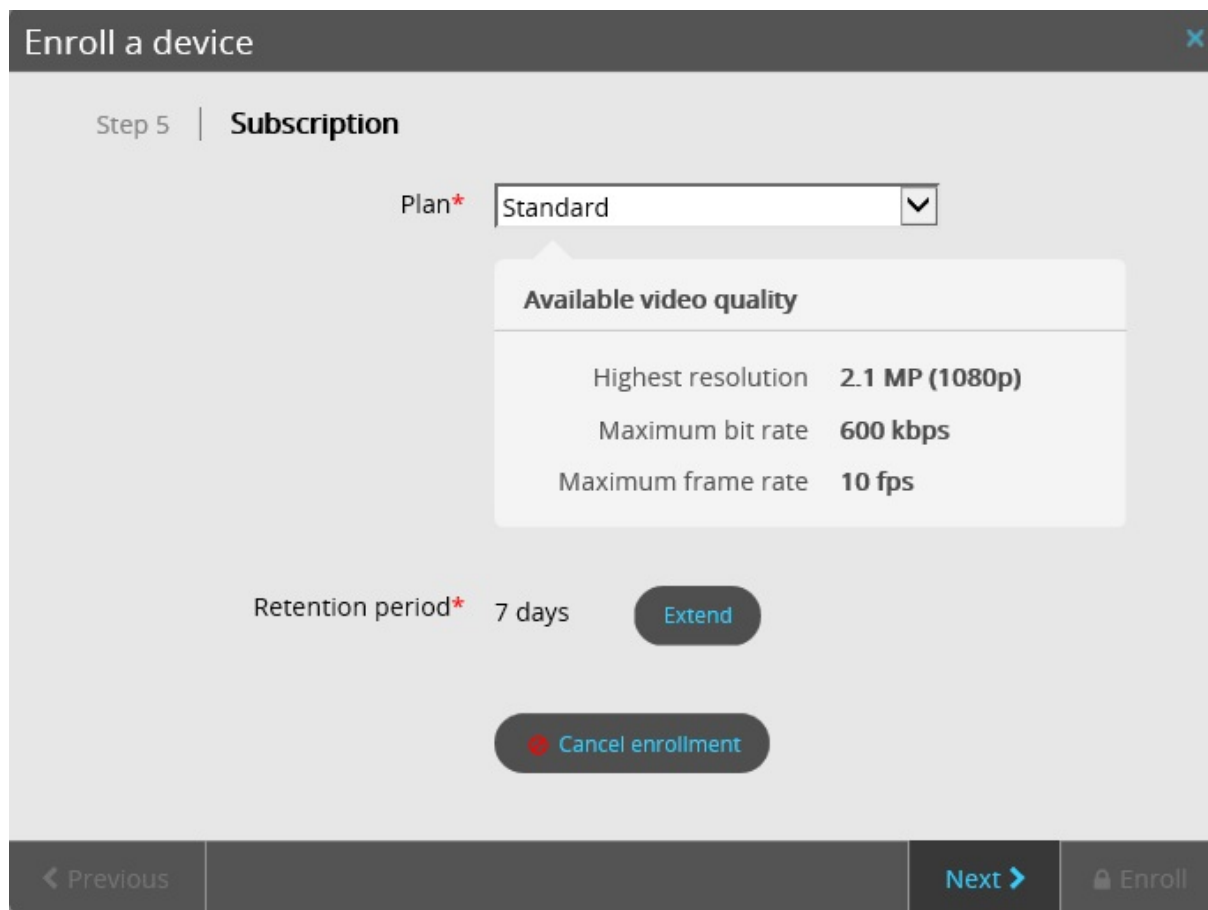 Enroll a device
Step 5 | Subscription
Plan* Standard
Available video quality
Highest resolution 2.1 MP (1080p)
Maximum bit rate 600 kbps
Maximum frame rate 10 fps
Retention period* 7 days Extend
Cancel enrollment
Previous Next Enroll